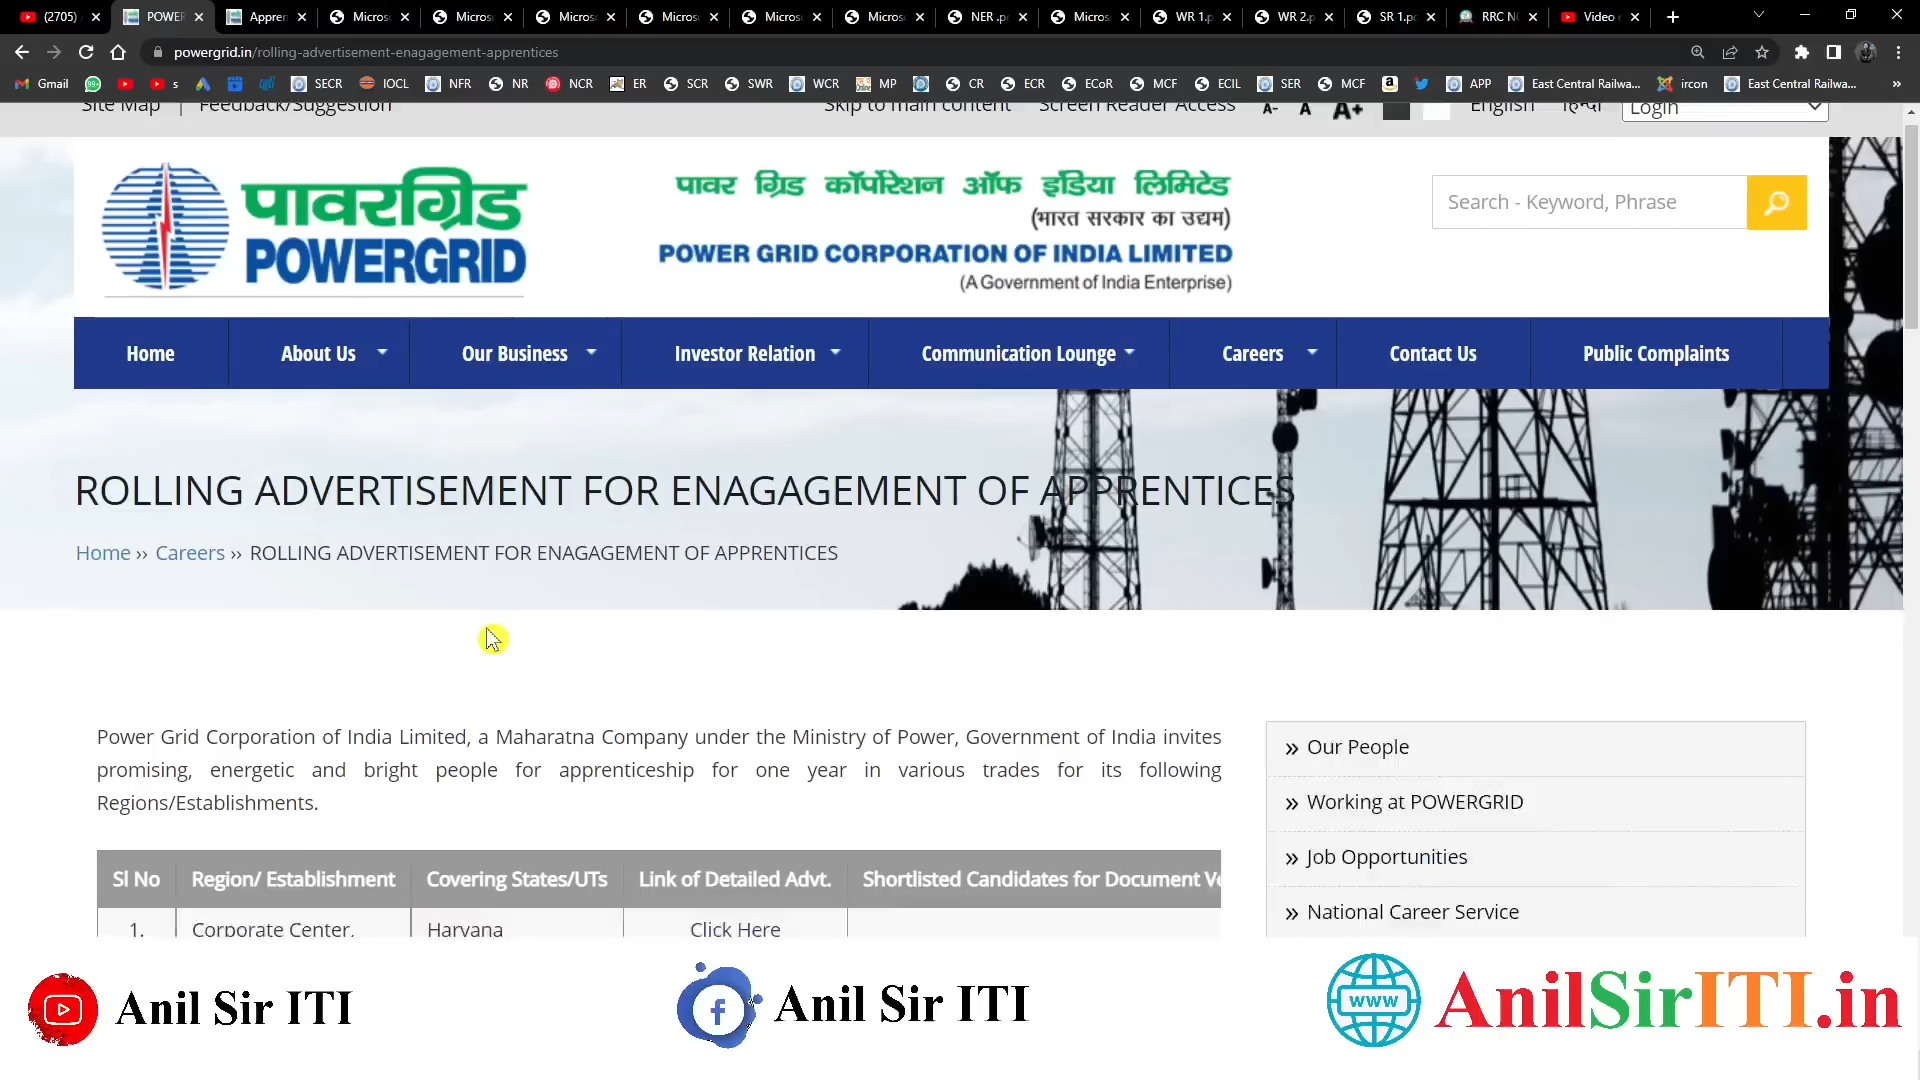 (2705)
POWER
Appren
Micros
Micros
Micros
Micros
Micros
Micros
NER .p
Micros
WR 1.p
WR 2.p
SR 1.pc
RRC N
Video
powergrid.in/rolling-advertisement-enagagement-apprentices
Gmail 99+ s SECR IOCL NFR NR NCR ER SCR SWR WCR MP CR ECR ECoR MCF ECIL SER MCF APP East Central Railwa... ircon East Central Railwa... »
Site Map | Feedback/Suggestion Skip to main content Screen Reader Access A- A A+ English हिन्दी Login
पावरग्रिड
POWERGRID
पावर ग्रिड कॉर्पोरेशन ऑफ इंडिया लिमिटेड
(भारत सरकार का उद्यम)
POWER GRID CORPORATION OF INDIA LIMITED
(A Government of India Enterprise)
Search - Keyword, Phrase
Home About Us Our Business Investor Relation Communication Lounge Careers Contact Us Public Complaints
ROLLING ADVERTISEMENT FOR ENAGAGEMENT OF APPRENTICES
Home ›› Careers ›› ROLLING ADVERTISEMENT FOR ENAGAGEMENT OF APPRENTICES
Power Grid Corporation of India Limited, a Maharatna Company under the Ministry of Power, Government of India invites
promising, energetic and bright people for apprenticeship for one year in various trades for its following
Regions/Establishments.
Sl No Region/ Establishment Covering States/UTs Link of Detailed Advt. Shortlisted Candidates for Document Ve
1. Corporate Center, Haryana Click Here
» Our People
» Working at POWERGRID
» Job Opportunities
» National Career Service
Anil Sir ITI
f Anil Sir ITI
www AnilSirITI.in